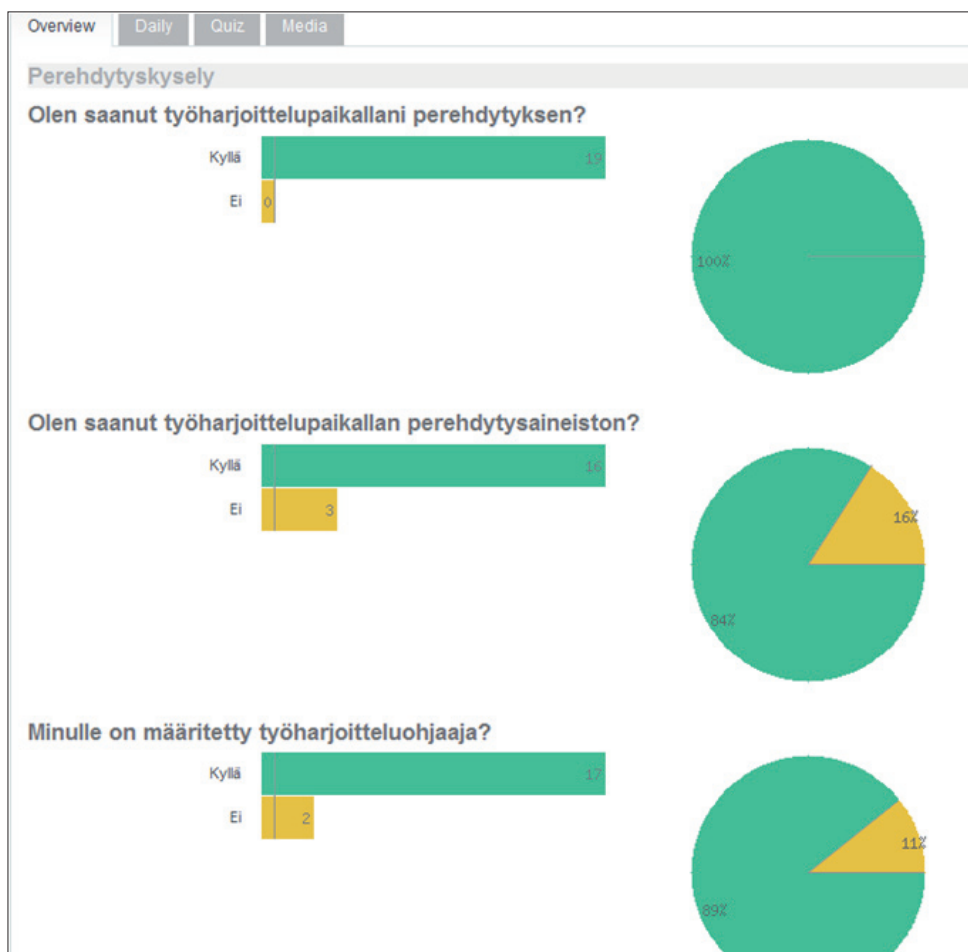 Overview Daily Quiz Media
Perehdytyskysely
Olen saanut työharjoittelupaikallani perehdytyksen?
Kyllä 19
Ei 0
100%
Olen saanut työharjoittelupaikallan perehdytysaineiston?
Kyllä 16
Ei 3
16%
84%
Minulle on määritetty työharjoitteluohjaaja?
Kyllä 17
Ei 2
11%
89%